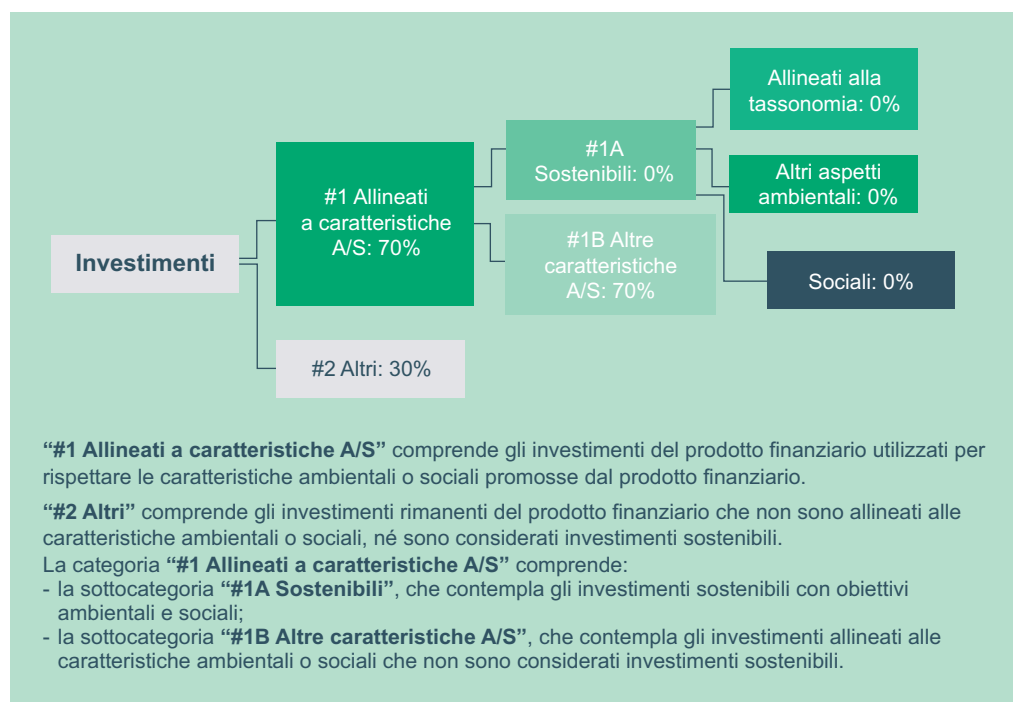 Investimenti
#1 Allineati
a caratteristiche
A/S: 70%
#2 Altri: 30%
#1A
Sostenibili: 0%
#1B Altre
caratteristiche
A/S: 70%
Allineati alla
tassonomia: 0%
Altri aspetti
ambientali: 0%
Sociali: 0%
“#1 Allineati a caratteristiche A/S” comprende gli investimenti del prodotto finanziario utilizzati per
rispettare le caratteristiche ambientali o sociali promosse dal prodotto finanziario.
“#2 Altri” comprende gli investimenti rimanenti del prodotto finanziario che non sono allineati alle
caratteristiche ambientali o sociali, né sono considerati investimenti sostenibili.
La categoria “#1 Allineati a caratteristiche A/S” comprende:
- la sottocategoria “#1A Sostenibili”, che contempla gli investimenti sostenibili con obiettivi
ambientali e sociali;
- la sottocategoria “#1B Altre caratteristiche A/S”, che contempla gli investimenti allineati alle
caratteristiche ambientali o sociali che non sono considerati investimenti sostenibili.